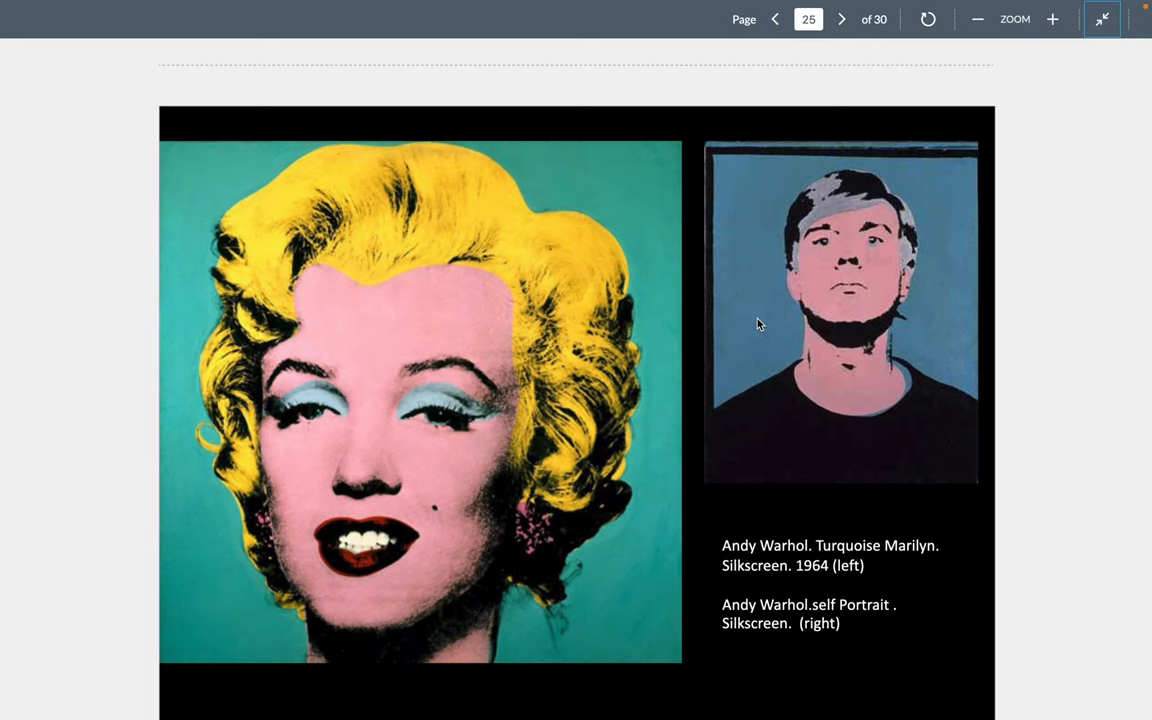 Page 25 of 30 ZOOM
Andy Warhol. Turquoise Marilyn.
Silkscreen. 1964 (left)
Andy Warhol.self Portrait .
Silkscreen.  (right)